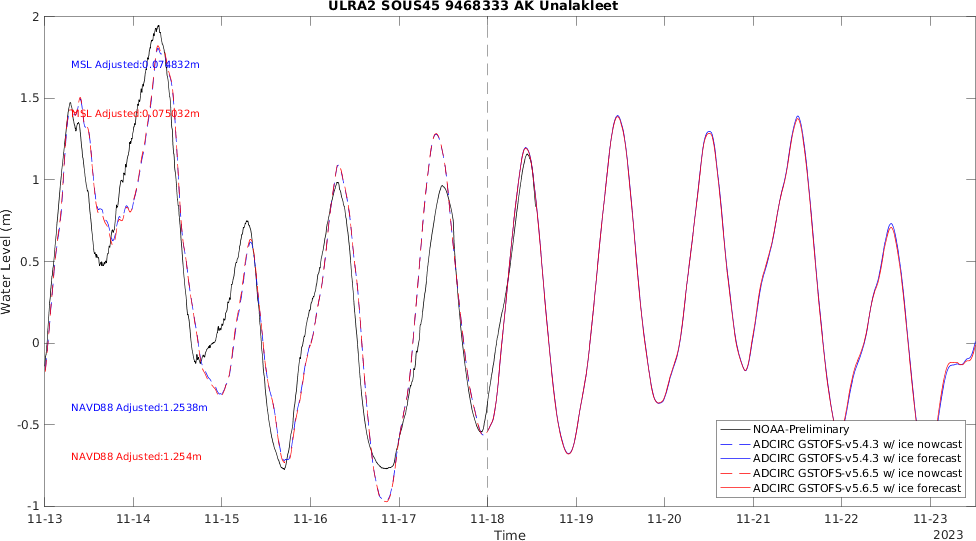 ULRA2 SOUS45 9468333 AK Unalakleet
2
1.5
1
0.5
0
-0.5
-1
Water Level (m)
MSL Adjusted:0.074832m
MSL Adjusted:0.075032m
NAVD88 Adjusted:1.2538m
NAVD88 Adjusted:1.254m
NOAA-Preliminary
ADCIRC GSTOFS-v5.4.3 w/ ice nowcast
ADCIRC GSTOFS-v5.4.3 w/ ice forecast
ADCIRC GSTOFS-v5.6.5 w/ ice nowcast
ADCIRC GSTOFS-v5.6.5 w/ ice forecast
11-13 11-14 11-15 11-16 11-17 11-18 11-19 11-20 11-21 11-22 11-23
Time
2023